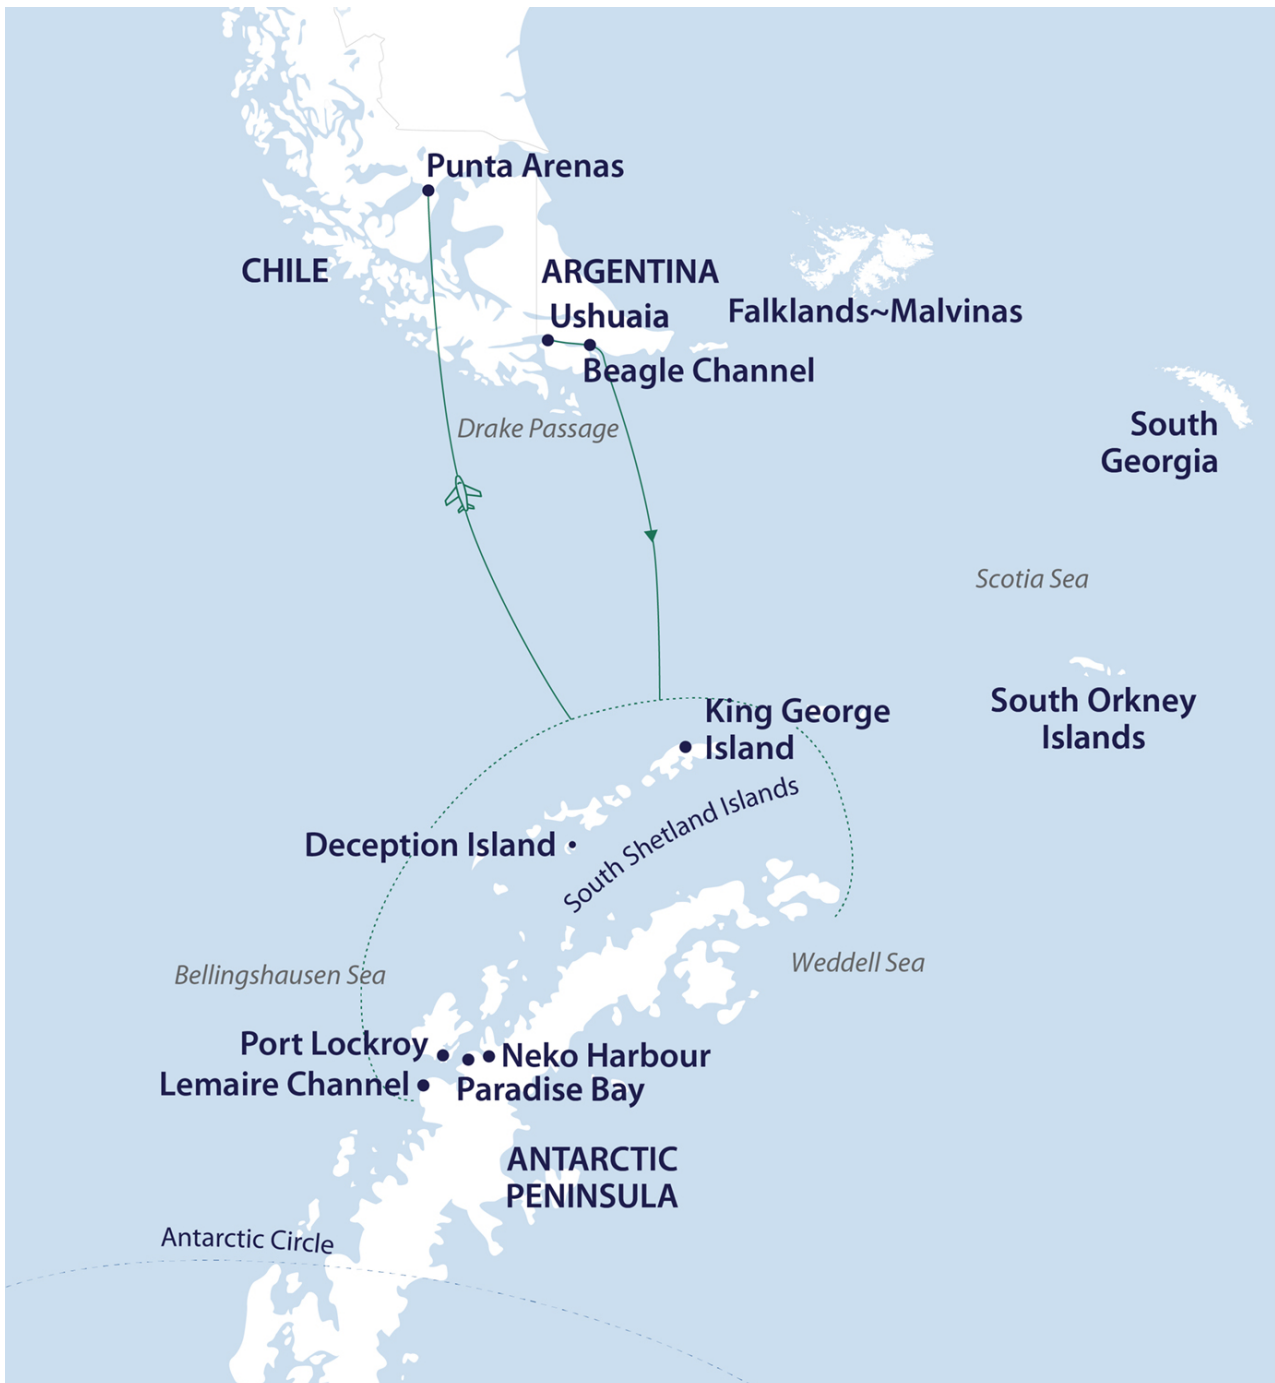 Punta Arenas
CHILE
ARGENTINA
Ushuaia
Falklands~Malvinas
Beagle Channel
Drake Passage
South
Georgia
Scotia Sea
South Orkney
Islands
King George
Island
South Shetland Islands
Deception Island
Weddell Sea
Bellingshausen Sea
Port Lockroy
Neko Harbour
Lemaire Channel
Paradise Bay
ANTARCTIC
PENINSULA
Antarctic Circle